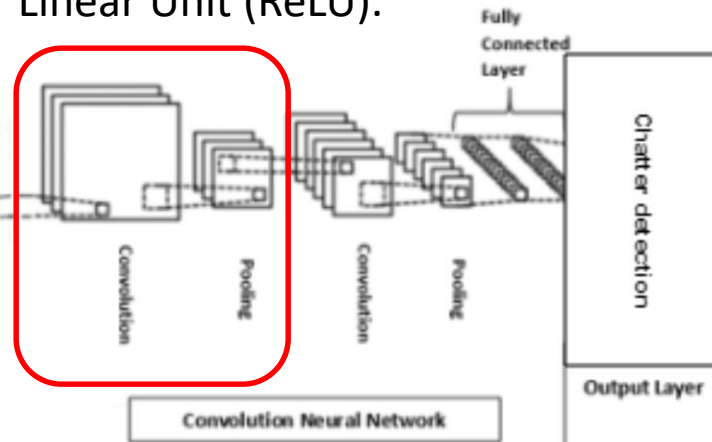 Linear Unit (ReLU).
Fully
Connected
Layer
Chatter detection
Convolution
Pooling
Convolution
Pooling
Output Layer
Convolution Neural Network